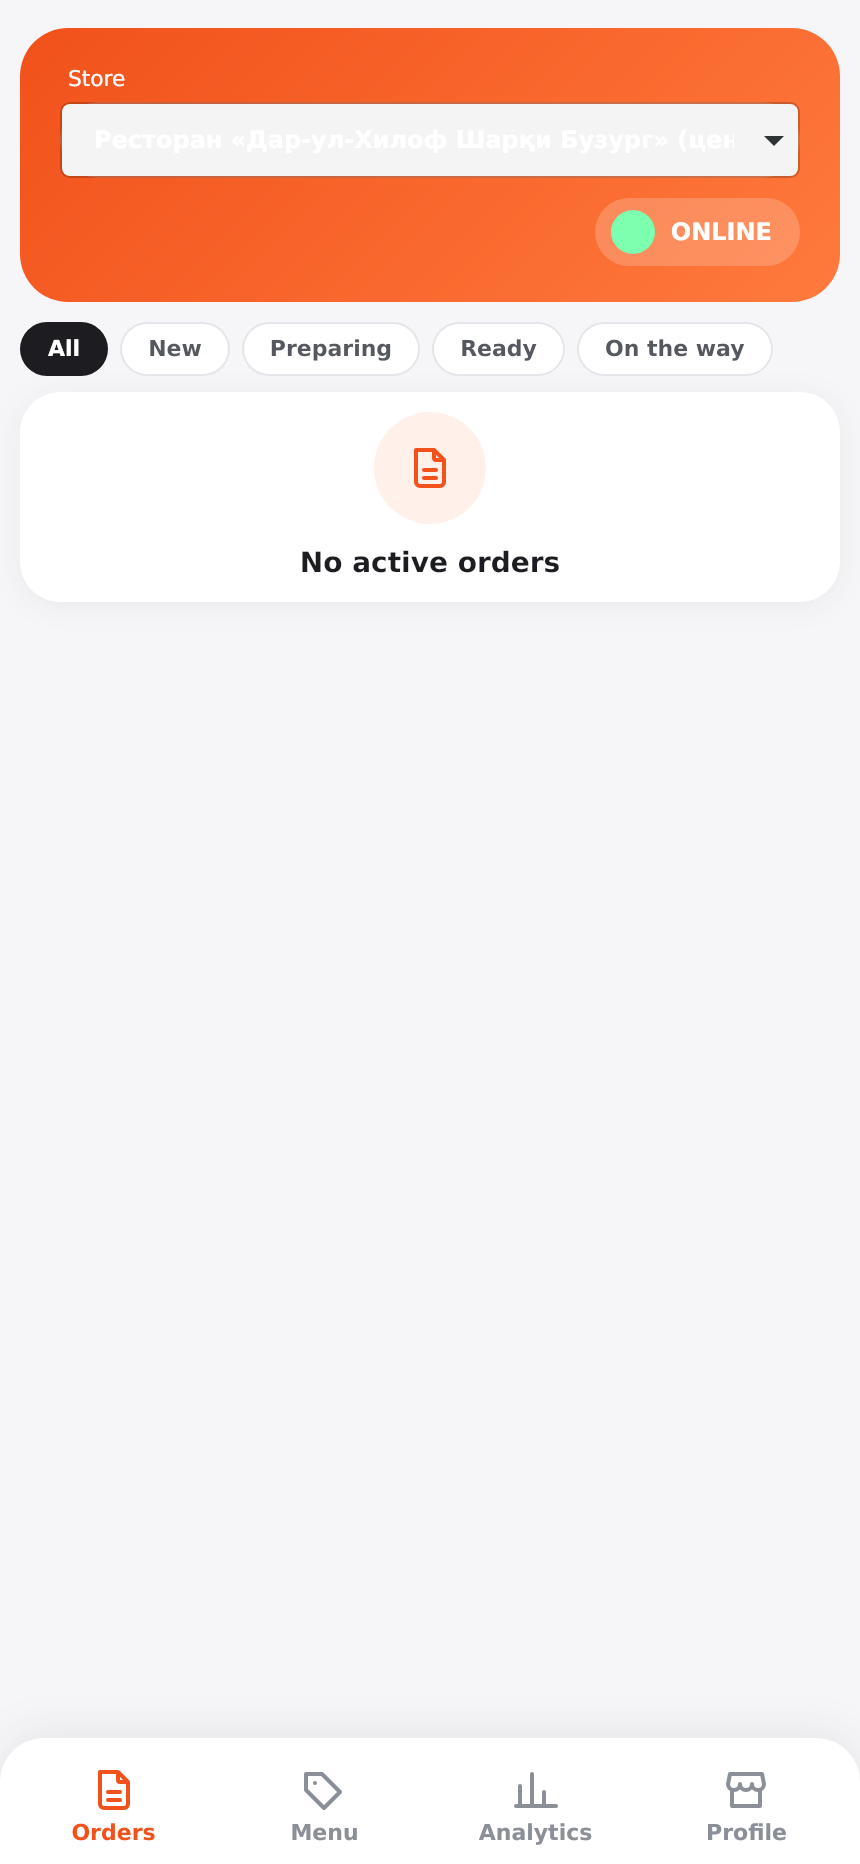 Store
Ресторан «Дар-ул-Хилоф Шарқи Бузург» (цен
ONLINE
All
New
Preparing
Ready
On the way
No active orders
Orders
Menu
Analytics
Profile